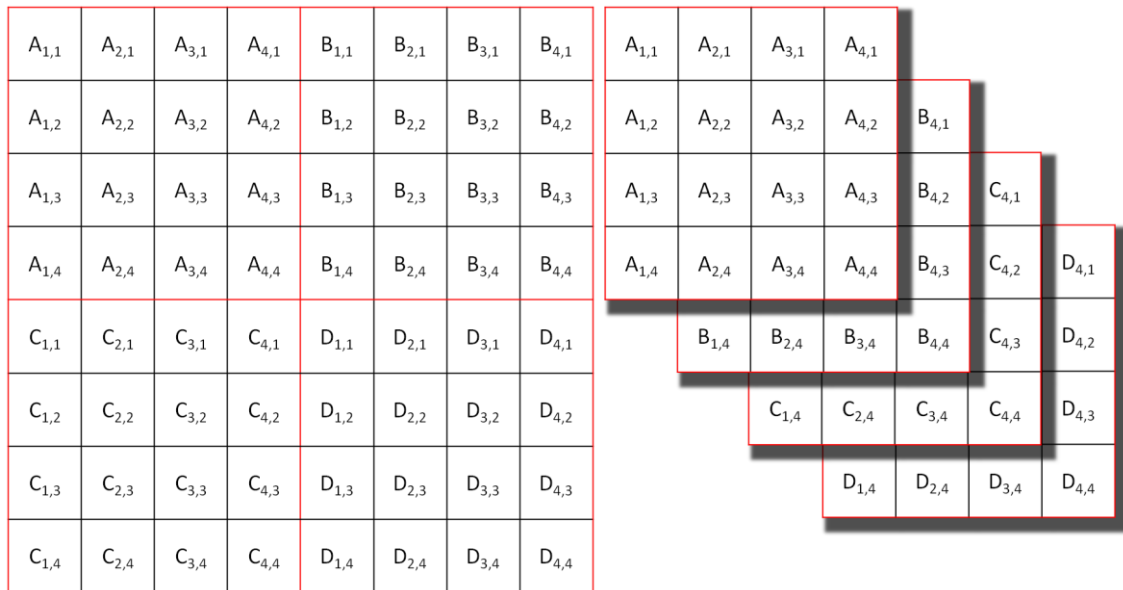 A1,1 A2,1 A3,1 A4,1 B1,1 B2,1 B3,1 B4,1
A1,2 A2,2 A3,2 A4,2 B1,2 B2,2 B3,2 B4,2
A1,3 A2,3 A3,3 A4,3 B1,3 B2,3 B3,3 B4,3
A1,4 A2,4 A3,4 A4,4 B1,4 B2,4 B3,4 B4,4
C1,1 C2,1 C3,1 C4,1 D1,1 D2,1 D3,1 D4,1
C1,2 C2,2 C3,2 C4,2 D1,2 D2,2 D3,2 D4,2
C1,3 C2,3 C3,3 C4,3 D1,3 D2,3 D3,3 D4,3
C1,4 C2,4 C3,4 C4,4 D1,4 D2,4 D3,4 D4,4
A1,1 A2,1 A3,1 A4,1
A1,2 A2,2 A3,2 A4,2 B4,1
A1,3 A2,3 A3,3 A4,3 B4,2 C4,1
A1,4 A2,4 A3,4 A4,4 B4,3 C4,2 D4,1
B1,4 B2,4 B3,4 B4,4 C4,3 D4,2
C1,4 C2,4 C3,4 C4,4 D4,3
D1,4 D2,4 D3,4 D4,4